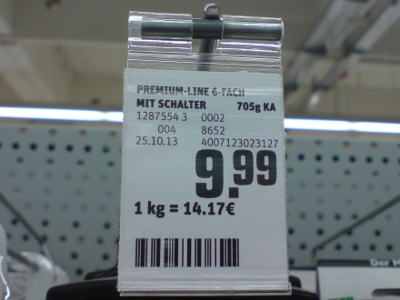 PREMIUM-LINE 6-FACH
MIT SCHALTER 705g KA
1287554 3 0002
004 8652
25.10.13 4007123023127
9.99
1 kg = 14.17€
Der M